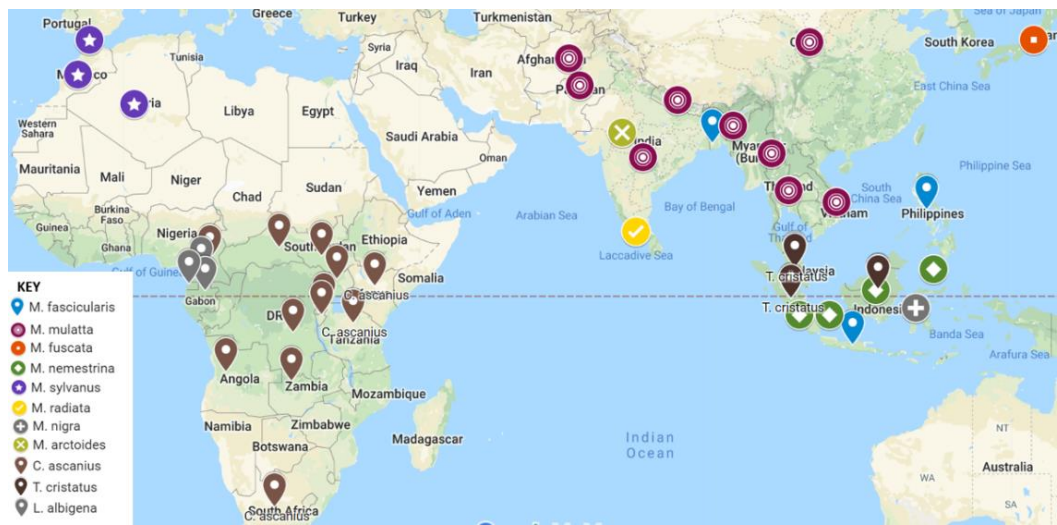 Portugal
Greece
Turkey
Turkmenistan
Sea of Japan
Tunisia
Syria
Iraq
Iran
South Korea
East China Sea
Western
Sahara
Libya
Egypt
Saudi Arabia
Oman
Mauritania
Mali
Niger
Chad
Sudan
Yemen
India
Philippine Sea
Burkina
Faso
Guinea
Ghana
Nigeria
Ethiopia
Gulf of Aden
Arabian Sea
Bay of Bengal
South
China Sea
Philippines
Gulf of
Thailand
Somalia
Laccadive Sea
Gabon
T. cristatus
C. ascanius
T. cristatus
C. ascanius
Tanzania
Banda Sea
Arafura Sea
Angola
Zambia
Mozambique
Namibia
Zimbabwe
Botswana
Madagascar
Indian
Ocean
NT
Australia
WA
SA
South Africa
C. ascanius
KEY
M. fascicularis
M. mulatta
M. fuscata
M. nemestrina
M. sylvanus
M. radiata
M. nigra
M. arctoides
C. ascanius
T. cristatus
L. albigena